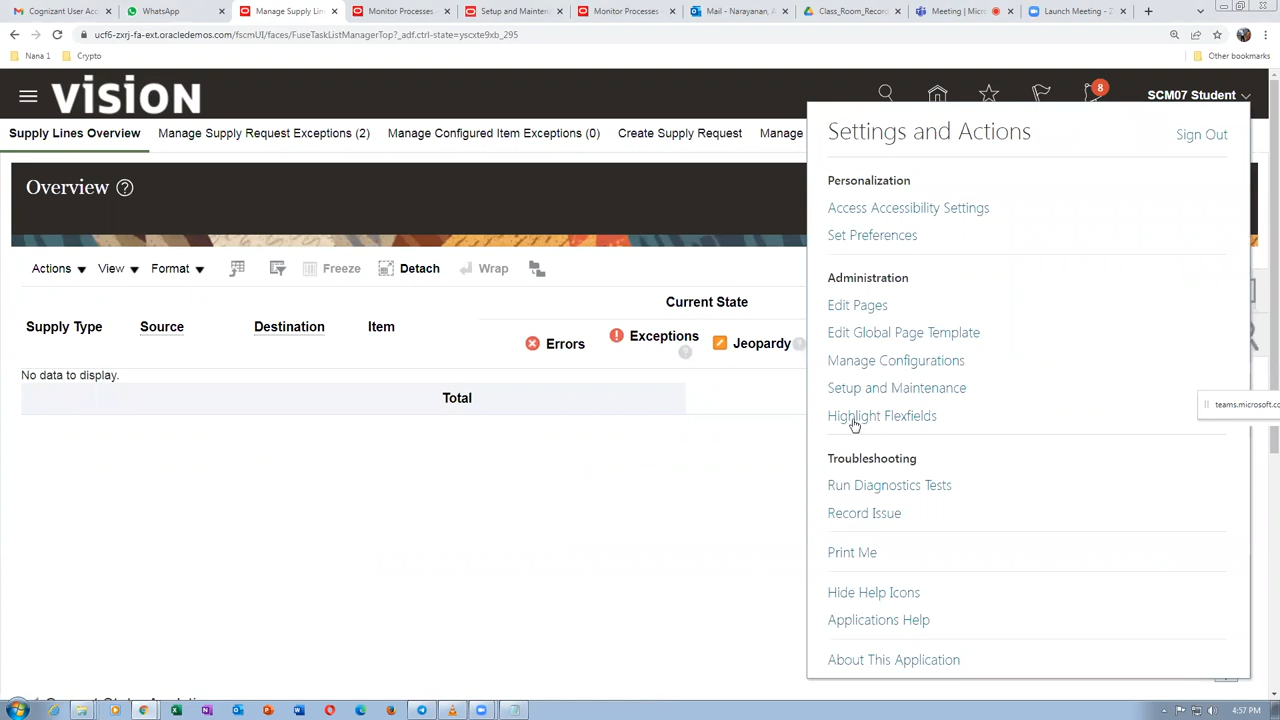 Cognizant User Acc
WhatsApp
Manage Supply Lines
Monitor Processes
Setup and Mainten
Monitor Processes
Mail - Narayanan, A
Class_Room_Record
Meeting | Micr
Launch Meeting - Z
ucf6-zxrj-fa-ext.oracledemos.com/fscmUI/faces/FuseTaskListManagerTop?_adf.ctrl-state=yscxte9xb_295
Nana 1
Crypto
Other bookmarks
vision
8
SCM07 Student
Supply Lines Overview
Manage Supply Request Exceptions (2)
Manage Configured Item Exceptions (0)
Create Supply Request
Manage
Overview
Actions
View
Format
Freeze
Detach
Wrap
Current State
Supply Type
Source
Destination
Item
Errors
Exceptions
Jeopardy
No data to display.
Total
Settings and Actions
Sign Out
Personalization
Access Accessibility Settings
Set Preferences
Administration
Edit Pages
Edit Global Page Template
Manage Configurations
Setup and Maintenance
Highlight Flexfields
Troubleshooting
Run Diagnostics Tests
Record Issue
Print Me
Hide Help Icons
Applications Help
About This Application
teams.microsoft.co
4:57 PM